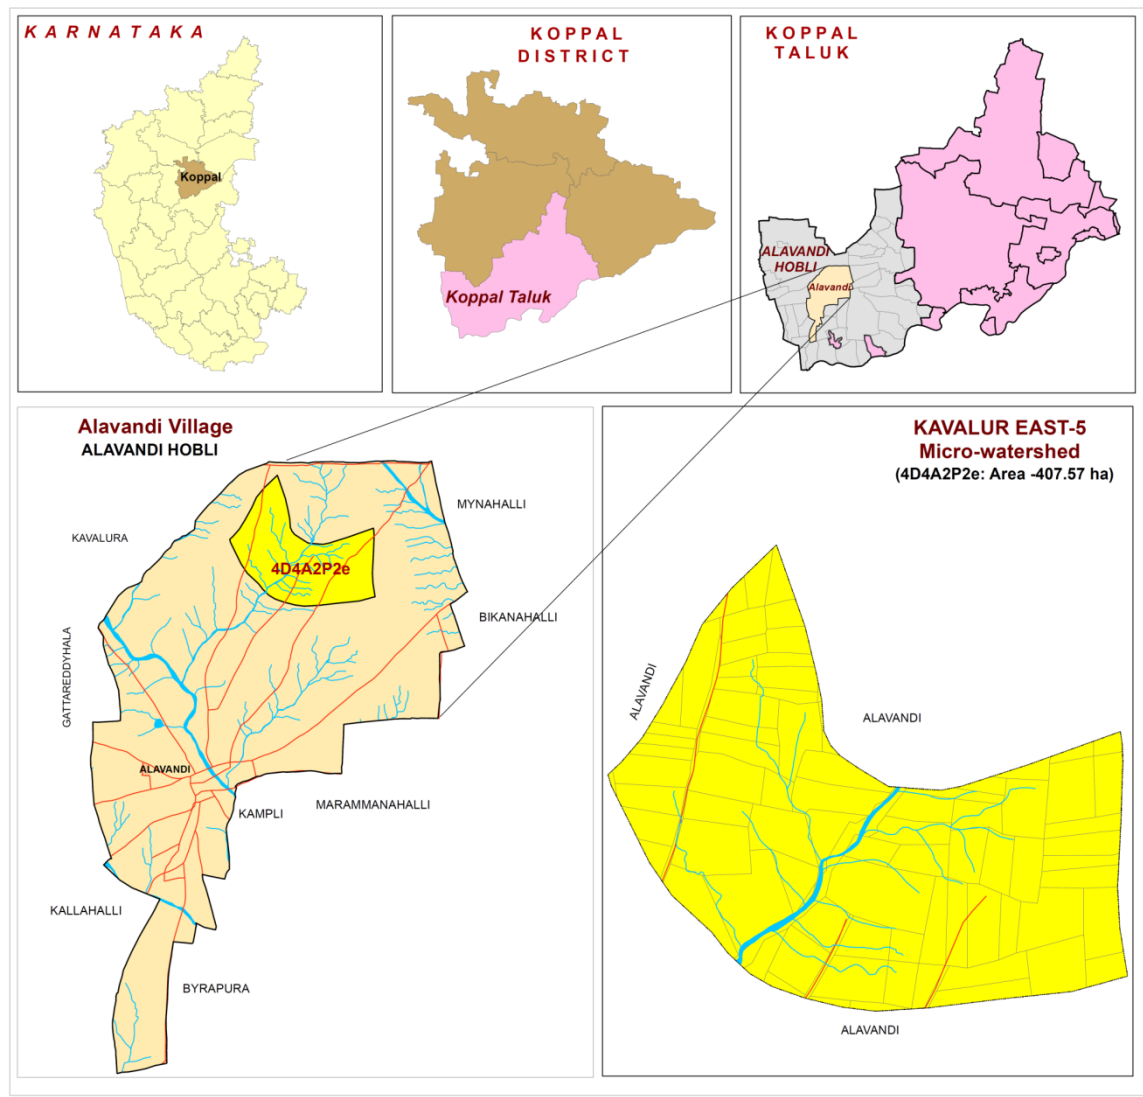 KARNATAKA
Koppal
KOPPAL
DISTRICT
Koppal Taluk
KOPPAL
TALUK
ALAVANDI
HOBLI
Alavandi
Alavandi Village
ALAVANDI HOBLI
MYNAHALLI
KAVALURA
4D4A2P2e
BIKANAHALLI
GATTAREDDYHALA
ALAVANDI
MARAMMANAHALLI
KAMPLI
KALLAHALLI
BYRAPURA
KAVALUR EAST-5
Micro-watershed
(4D4A2P2e: Area -407.57 ha)
ALAVANDI
ALAVANDI
ALAVANDI